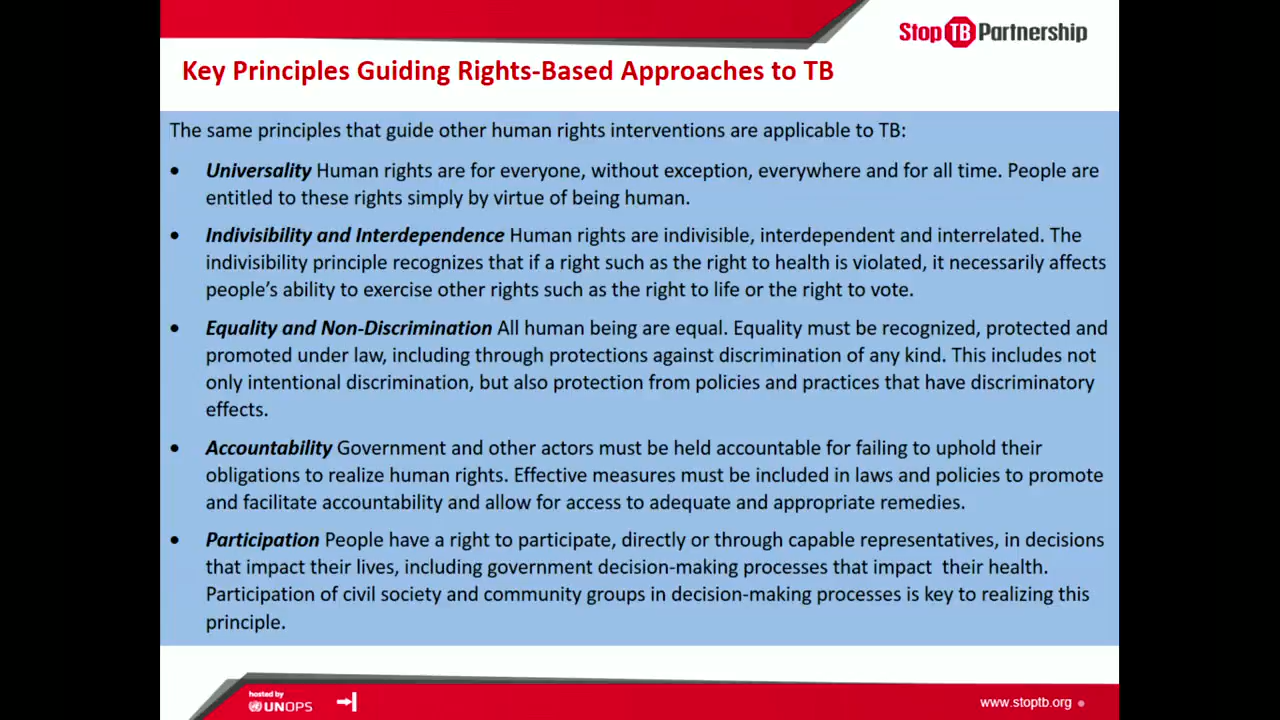 Stop TB Partnership
Key Principles Guiding Rights-Based Approaches to TB
The same principles that guide other human rights interventions are applicable to TB:
• Universality Human rights are for everyone, without exception, everywhere and for all time. People are
entitled to these rights simply by virtue of being human.
• Indivisibility and Interdependence Human rights are indivisible, interdependent and interrelated. The
indivisibility principle recognizes that if a right such as the right to health is violated, it necessarily affects
people’s ability to exercise other rights such as the right to life or the right to vote.
• Equality and Non-Discrimination All human being are equal. Equality must be recognized, protected and
promoted under law, including through protections against discrimination of any kind. This includes not
only intentional discrimination, but also protection from policies and practices that have discriminatory
effects.
• Accountability Government and other actors must be held accountable for failing to uphold their
obligations to realize human rights. Effective measures must be included in laws and policies to promote
and facilitate accountability and allow for access to adequate and appropriate remedies.
• Participation People have a right to participate, directly or through capable representatives, in decisions
that impact their lives, including government decision-making processes that impact  their health.
Participation of civil society and community groups in decision-making processes is key to realizing this
principle.
hosted by
UNOPS
www.stoptb.org